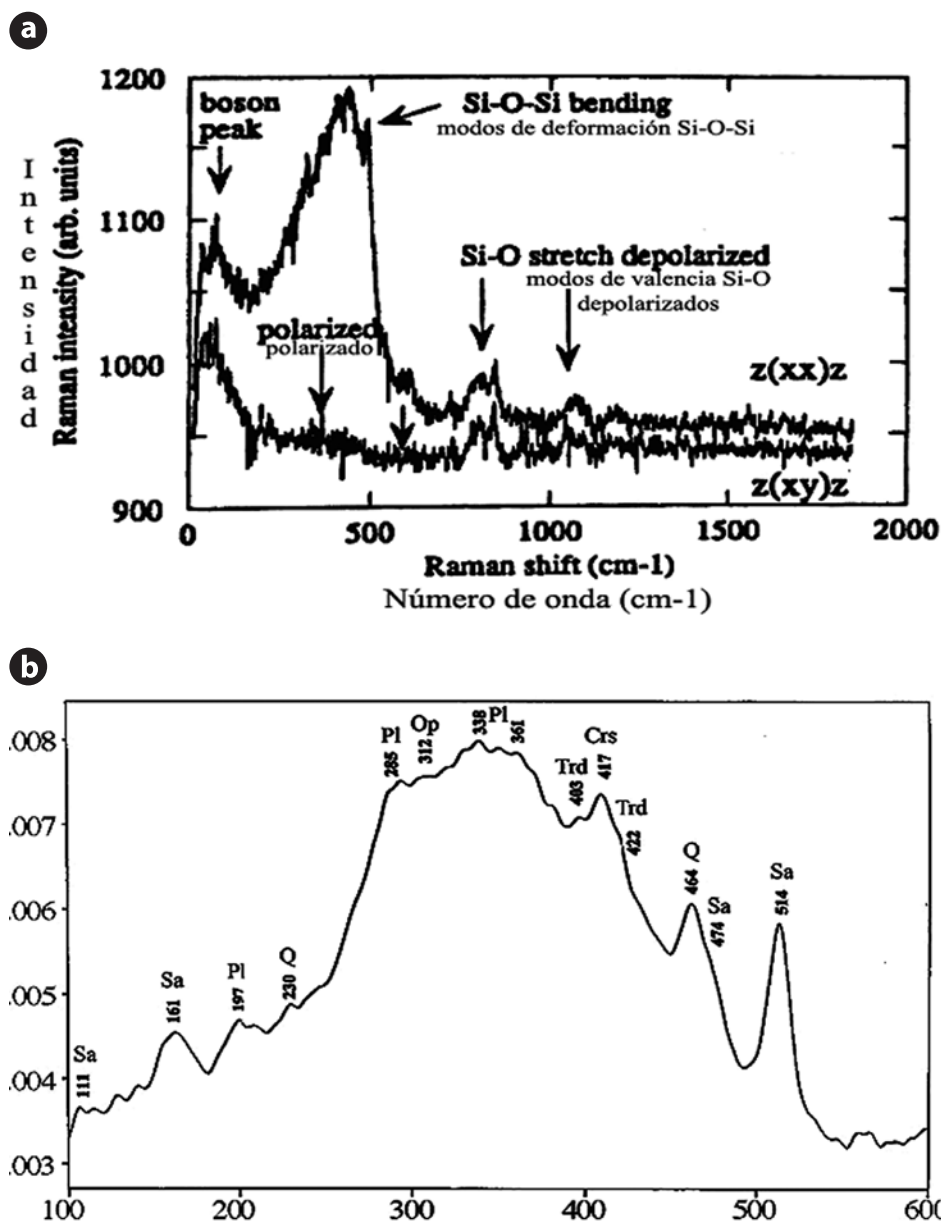 a
1200
1100
1000
900
Intensidad
Raman intensity (arb. units)
boson
peak
Si-O-Si bending
modos de deformación Si-O-Si
Si-O stretch depolarized
modos de valencia Si-O
depolarizados
polarized
polarizado
z(xx)z
z(xy)z
0 500 1000 1500 2000
Raman shift (cm-1)
Número de onda (cm-1)
b
.008
.007
.006
.005
.004
.003
Sa
111
Sa
161
Pl
197
Q
230
Pl
285
Op
312
338
Pl
361
Trd
403
Crs
417
Trd
422
Q
464
Sa
474
Sa
514
100 200 300 400 500 600